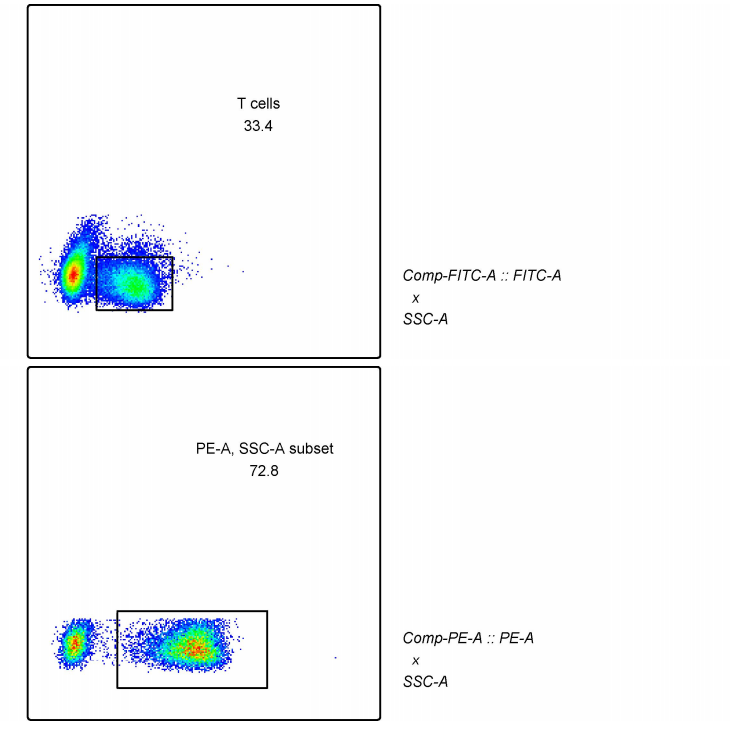 T cells
33.4
Comp-FITC-A :: FITC-A
x
SSC-A
PE-A, SSC-A subset
72.8
Comp-PE-A :: PE-A
x
SSC-A